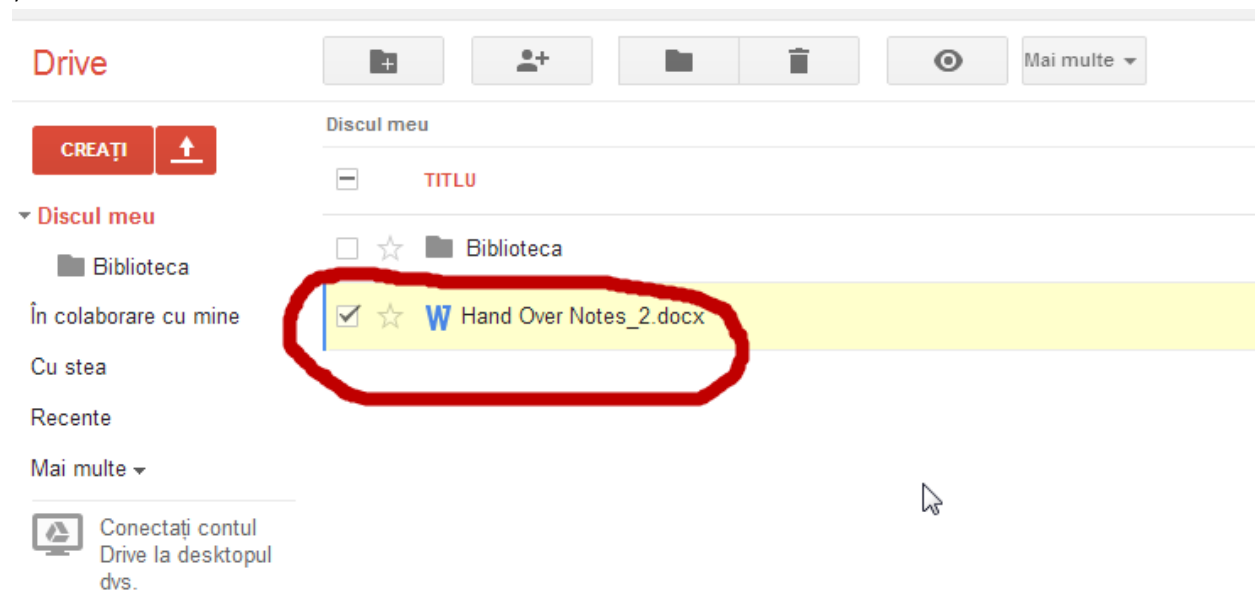 Drive
Mai multe
CREAȚI
Discul meu
TITLU
Discul meu
Biblioteca
Biblioteca
În colaborare cu mine
Hand Over Notes_2.docx
Cu stea
Recente
Mai multe
Conectați contul
Drive la desktopul
dvs.